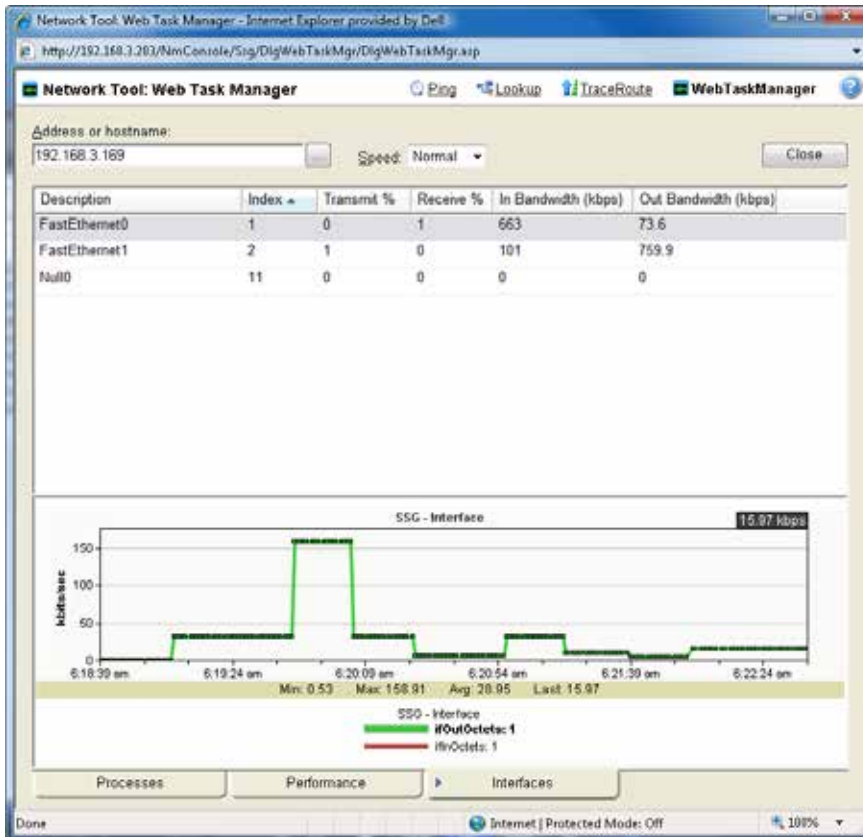 Network Tool: Web Task Manager - Internet Explorer provided by Dell
http://192.168.3.203/NmConsole/Ssg/DlgWebTaskMgr/DlgWebTaskMgr.asp
Network Tool: Web Task Manager Ping Lookup TraceRoute WebTaskManager ?
Address or hostname:
192.168.3.169 Speed: Normal Close
Description Index Transmit % Receive % In Bandwidth (kbps) Out Bandwidth (kbps)
FastEthernet0 1 0 1 663 73.6
FastEthernet1 2 1 0 101 759.9
Null0 11 0 0 0 0
SSG - Interface
15.97 kbps
kbits/sec
150
100
50
0
6:18:39 am 6:19:24 am 6:20:09 am 6:20:54 am 6:21:39 am 6:22:24 am
Min: 0.53 Max: 158.91 Avg: 28.95 Last: 15.97
SSG - Interface
ifOutOctets: 1
ifInOctets: 1
Processes Performance Interfaces
Done Internet | Protected Mode: Off 100%